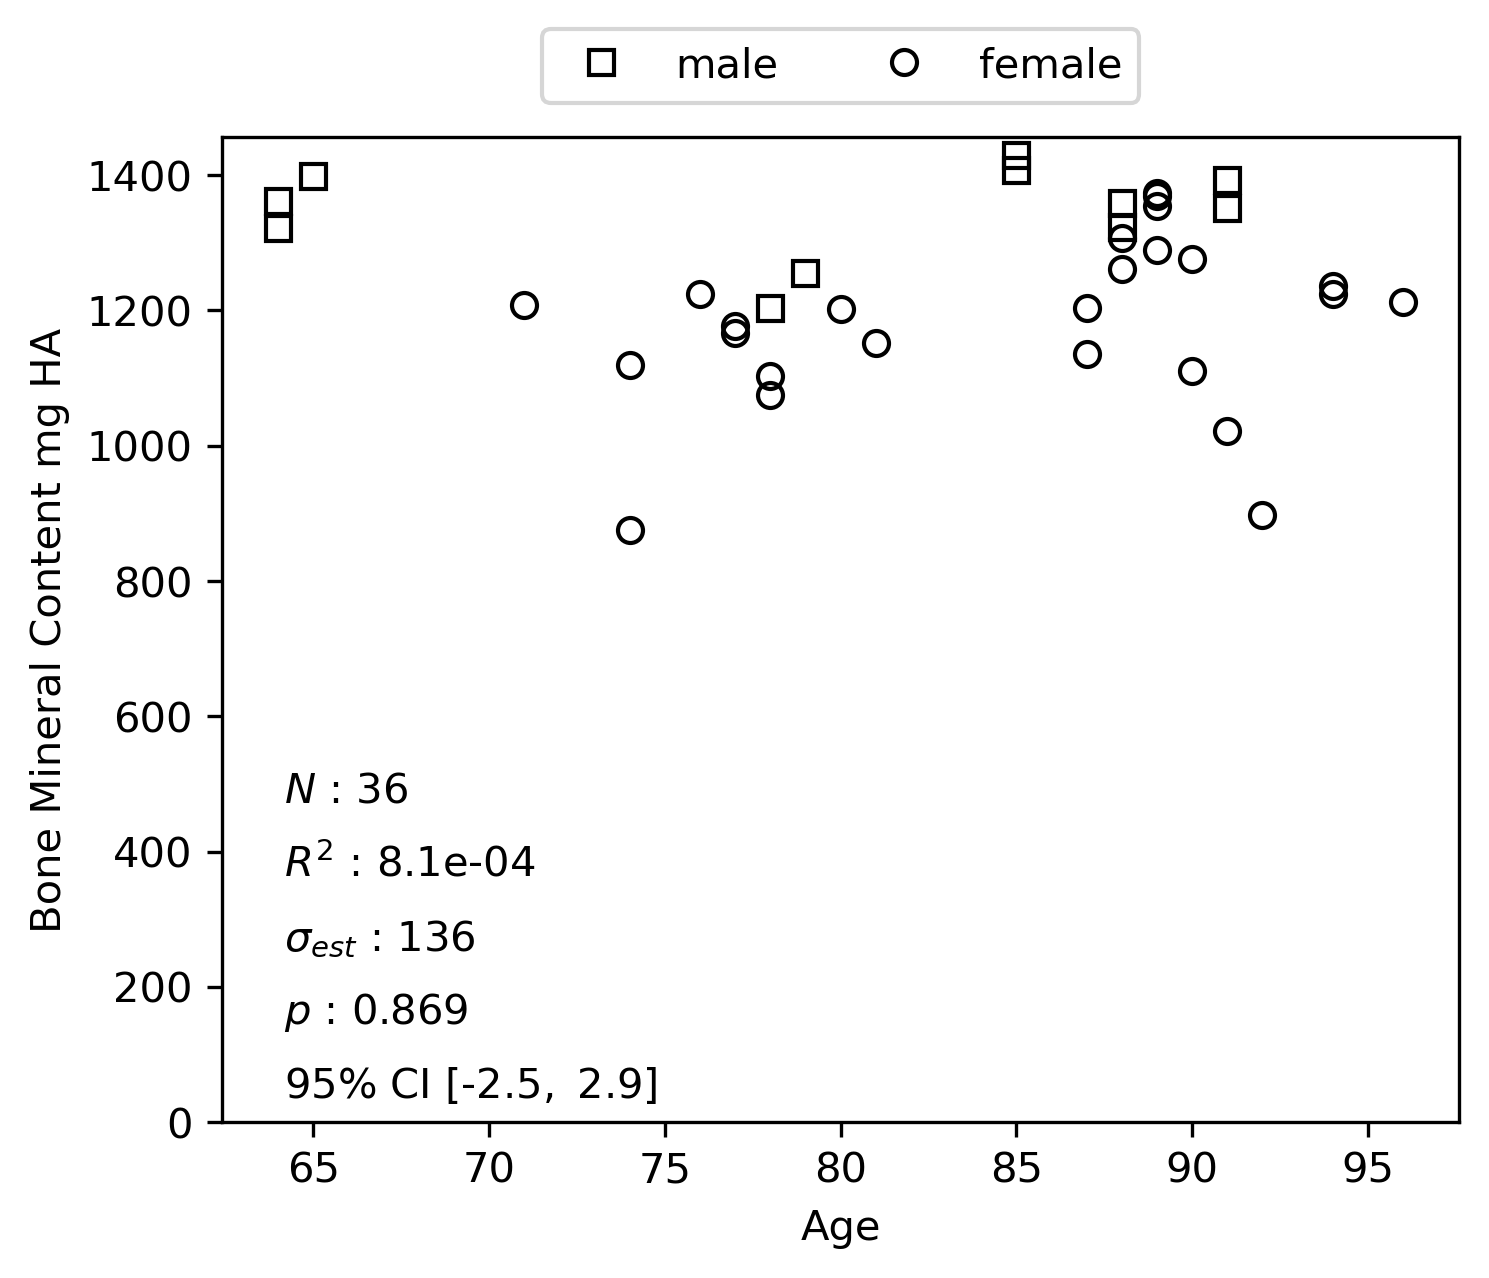 male female
1400
1200
1000
800
600
400
200
0
Bone Mineral Content mg HA
N : 36
R² : 8.1e-04
σest : 136
p : 0.869
95% CI [-2.5, 2.9]
65 70 75 80 85 90 95
Age